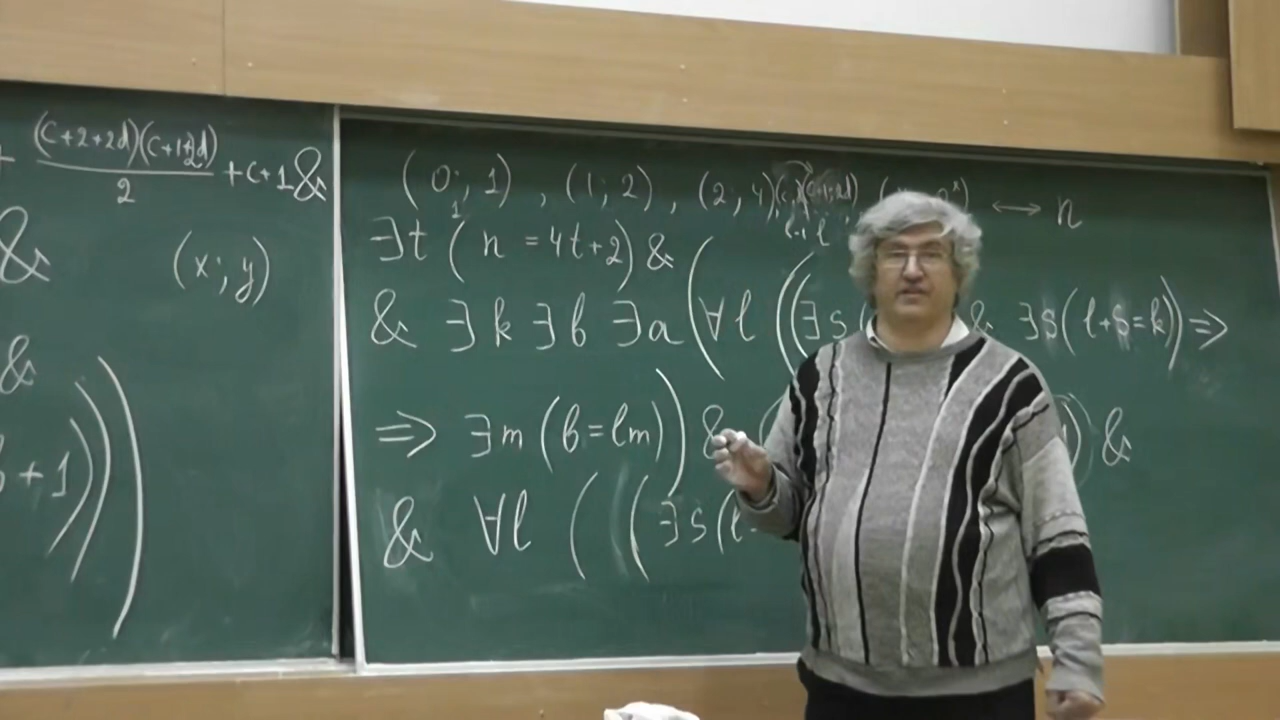 + (c+2+2d)(c+1+2d)/2 + c+1 &
&
(x; y)
&
b + 1)))
(0; 1), (1; 2), (2; 4) ⟷ n
∃t (n = 4t+2) & (
& ∃k ∃b ∃a (∀l ((∃s & ∃s(l+s=k)) ⇒
⇒ ∃m (b = lm)) & ( ) &
& ∀l ((∃s(l